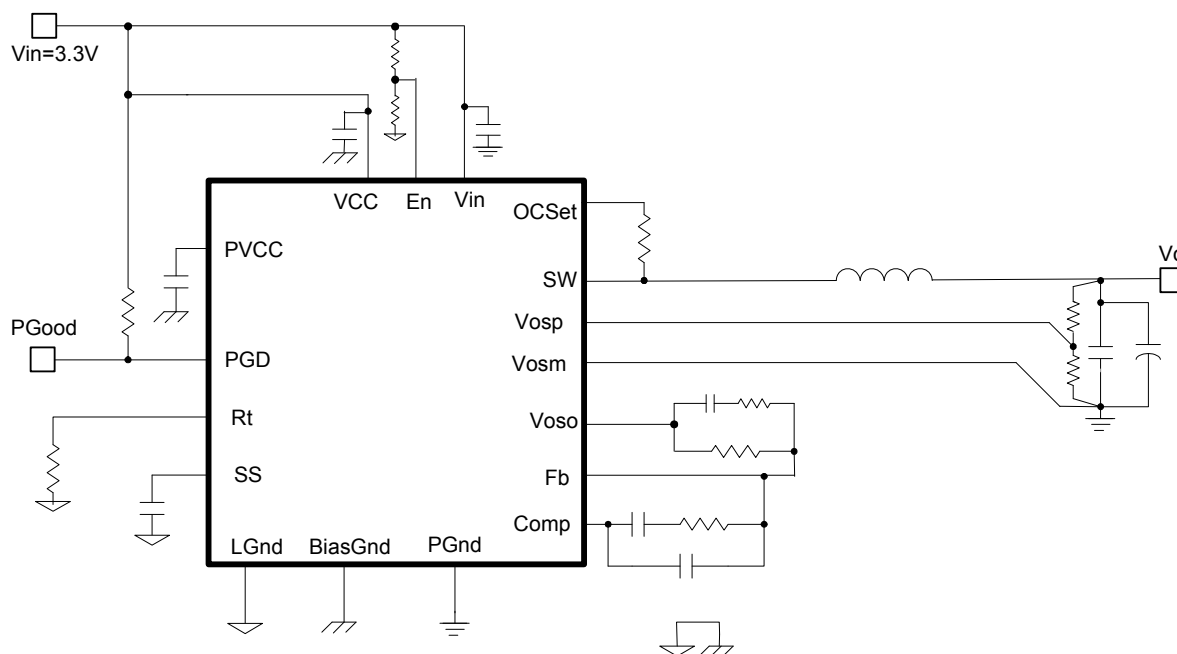 Vin=3.3V
VCC
En
Vin
OCSet
PVCC
SW
Vo
PGood
Vosp
PGD
Vosm
Rt
Voso
SS
Fb
Comp
LGnd
BiasGnd
PGnd